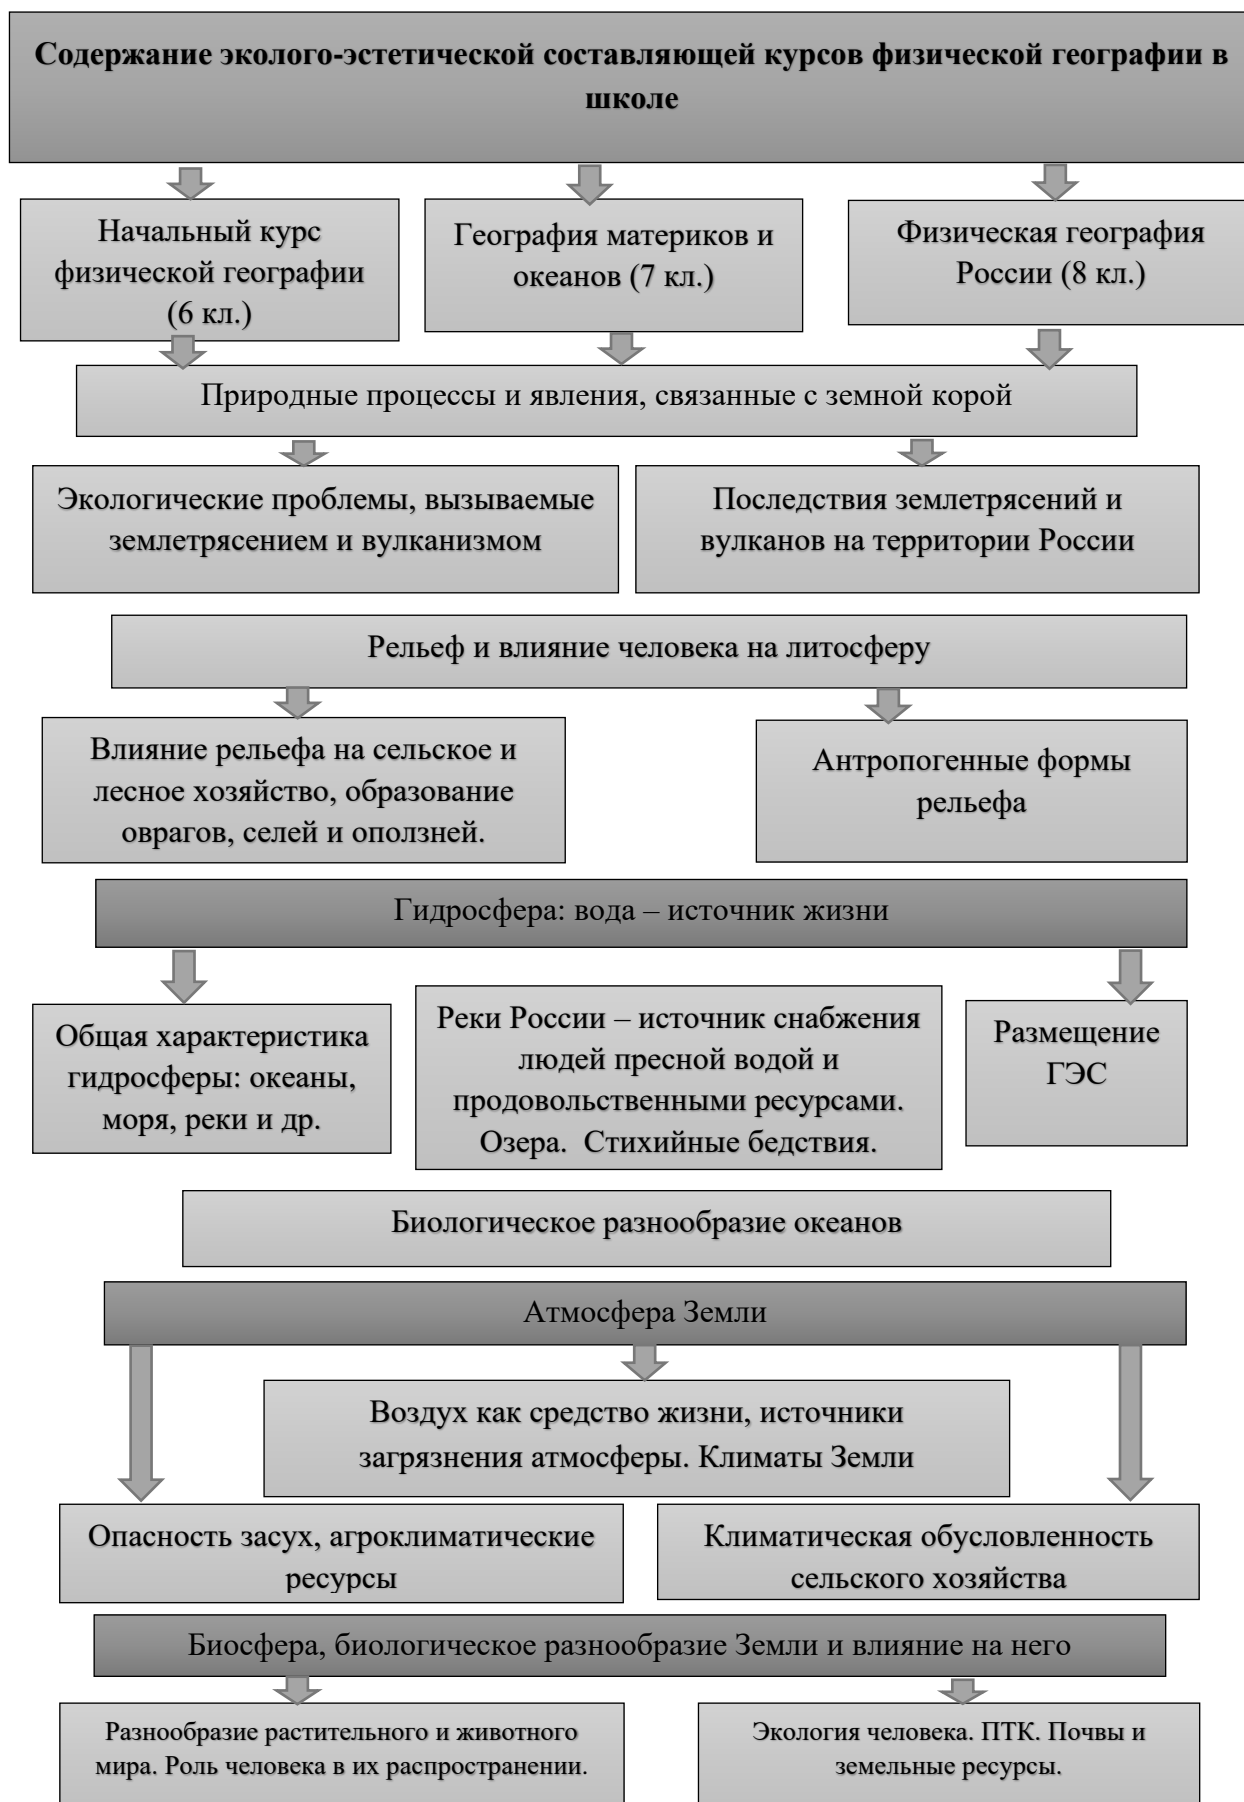 Содержание эколого-эстетической составляющей курсов физической географии в
школе
Начальный курс
физической географии
(6 кл.)
География материков и
океанов (7 кл.)
Физическая география
России (8 кл.)
Природные процессы и явления, связанные с земной корой
Экологические проблемы, вызываемые
землетрясением и вулканизмом
Последствия землетрясений и
вулканов на территории России
Рельеф и влияние человека на литосферу
Влияние рельефа на сельское и
лесное хозяйство, образование
оврагов, селей и оползней.
Антропогенные формы
рельефа
Гидросфера: вода – источник жизни
Общая характеристика
гидросферы: океаны,
моря, реки и др.
Реки России – источник снабжения
людей пресной водой и
продовольственными ресурсами.
Озера. Стихийные бедствия.
Размещение
ГЭС
Биологическое разнообразие океанов
Атмосфера Земли
Воздух как средство жизни, источники
загрязнения атмосферы. Климаты Земли
Опасность засух, агроклиматические
ресурсы
Климатическая обусловленность
сельского хозяйства
Биосфера, биологическое разнообразие Земли и влияние на него
Разнообразие растительного и животного
мира. Роль человека в их распространении.
Экология человека. ПТК. Почвы и
земельные ресурсы.